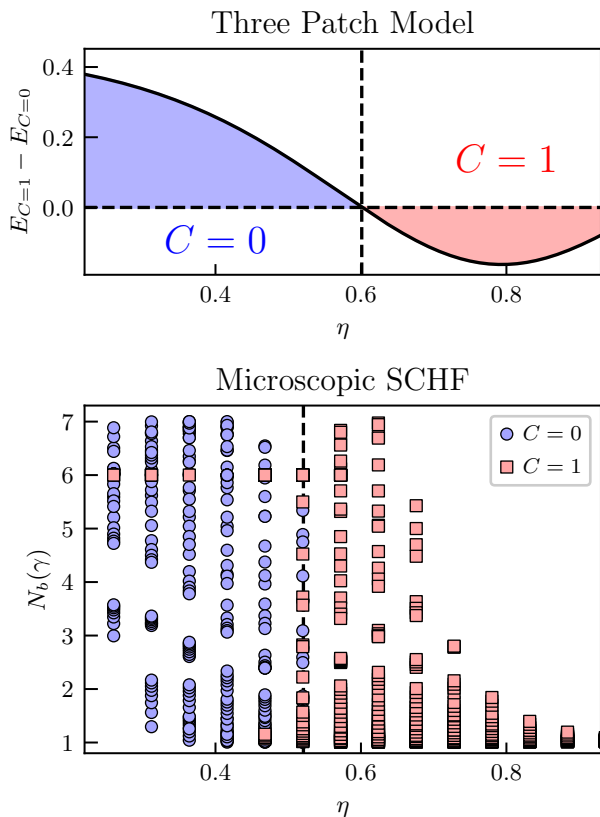 Three Patch Model
E_{C=1} − E_{C=0}
0.4
0.2
0.0
C = 1
C = 0
0.4
0.6
0.8
η
Microscopic SCHF
N_b(γ)
7
6
5
4
3
2
1
C = 0
C = 1
0.4
0.6
0.8
η